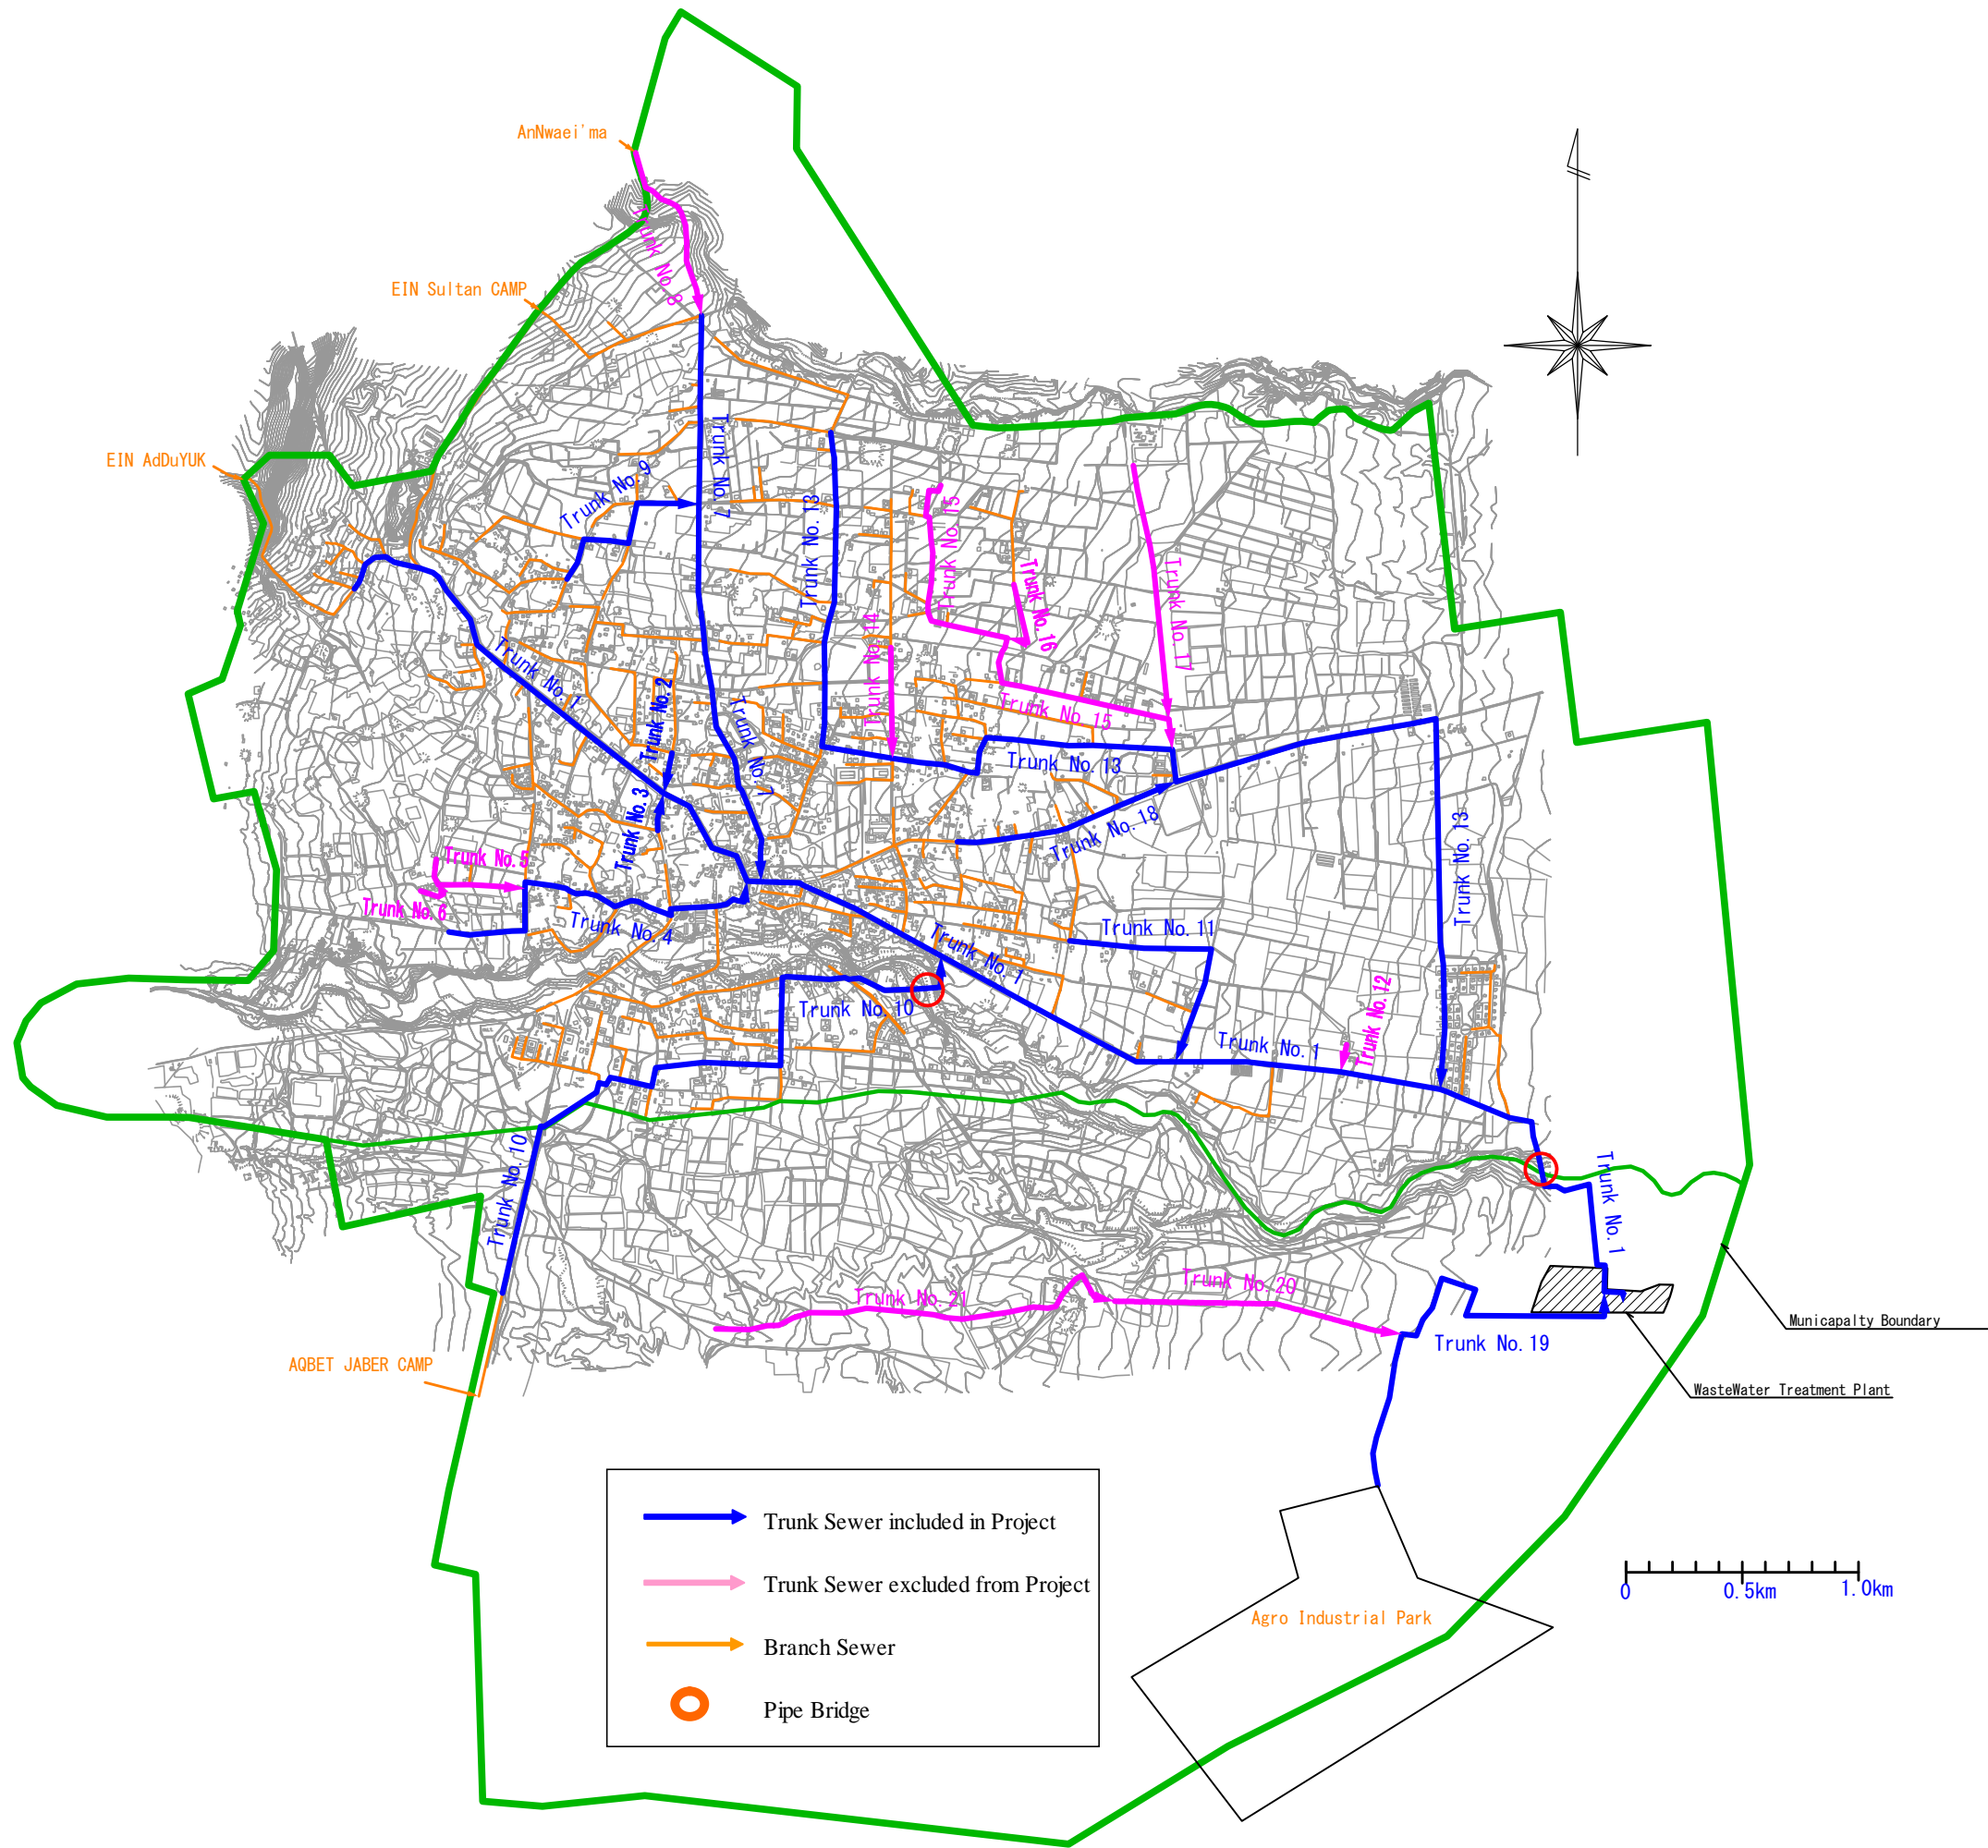 AnNwaei'ma
Trunk No.8
EIN Sultan CAMP
EIN AdDuYUK
Trunk No.9
Trunk No.7
Trunk No.13
Trunk No.15
Trunk No.16
Trunk No.17
Trunk No.14
Trunk No.1
Trunk No.2
Trunk No.7
Trunk No.15
Trunk No.13
Trunk No.3
Trunk No.18
Trunk No.13
Trunk No.5
Trunk No.6
Trunk No.4
Trunk No.11
Trunk No.1
Trunk No.12
Trunk No.10
Trunk No.1
Trunk No.10
Trunk No.1
Trunk No.21
Trunk No.20
Trunk No.19
Municapalty Boundary
WasteWater Treatment Plant
AQBET JABER CAMP
Trunk Sewer included in Project
Trunk Sewer excluded from Project
Branch Sewer
Pipe Bridge
0 0.5km 1.0km
Agro Industrial Park